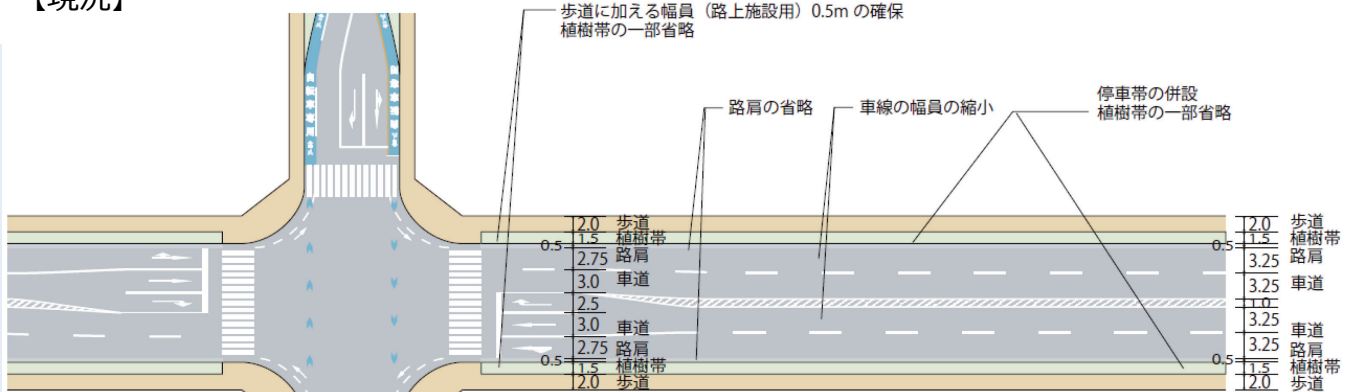 【現況】
歩道に加える幅員（路上施設用）0.5m の確保
植樹帯の一部省略
路肩の省略
車線の幅員の縮小
停車帯の併設
植樹帯の一部省略
2.0 歩道
1.5 植樹帯
0.5 路肩
2.75
3.0 車道
2.5
3.0 車道
2.75 路肩
0.5
1.5 植樹帯
2.0 歩道
2.0 歩道
1.5 植樹帯
0.5 路肩
3.25
3.25 車道
1.0
3.25 車道
3.25 路肩
0.5
1.5 植樹帯
2.0 歩道